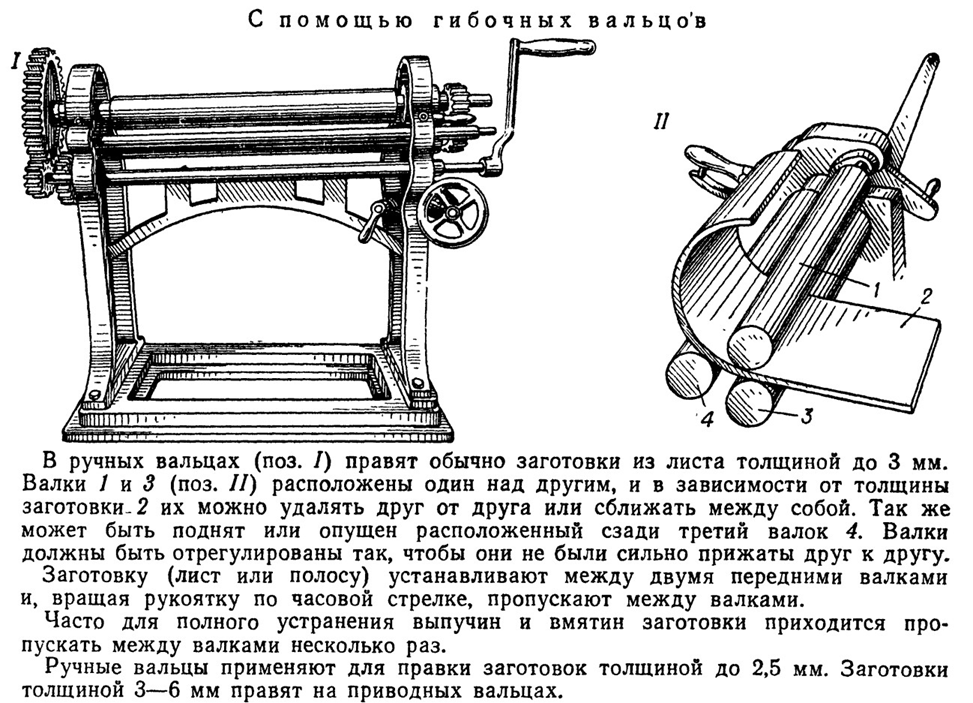 С помощью гибочных вальцо́в
I
II
1
2
4
3
В ручных вальцах (поз. I) правят обычно заготовки из листа толщиной до 3 мм.
Валки 1 и 3 (поз. II) расположены один над другим, и в зависимости от толщины
заготовки 2 их можно удалять друг от друга или сближать между собой. Так же
может быть поднят или опущен расположенный сзади третий валок 4. Валки
должны быть отрегулированы так, чтобы они не были сильно прижаты друг к другу.
Заготовку (лист или полосу) устанавливают между двумя передними валками
и, вращая рукоятку по часовой стрелке, пропускают между валками.
Часто для полного устранения выпучин и вмятин заготовки приходится про-
пускать между валками несколько раз.
Ручные вальцы применяют для правки заготовок толщиной до 2,5 мм. Заготовки
толщиной 3—6 мм правят на приводных вальцах.